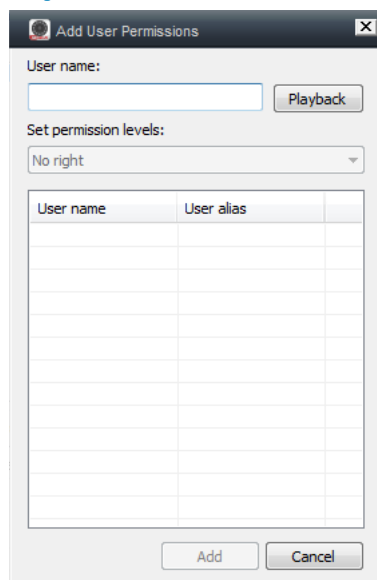 Add User Permissions
User name:
Playback
Set permission levels:
No right
User name User alias
Add Cancel